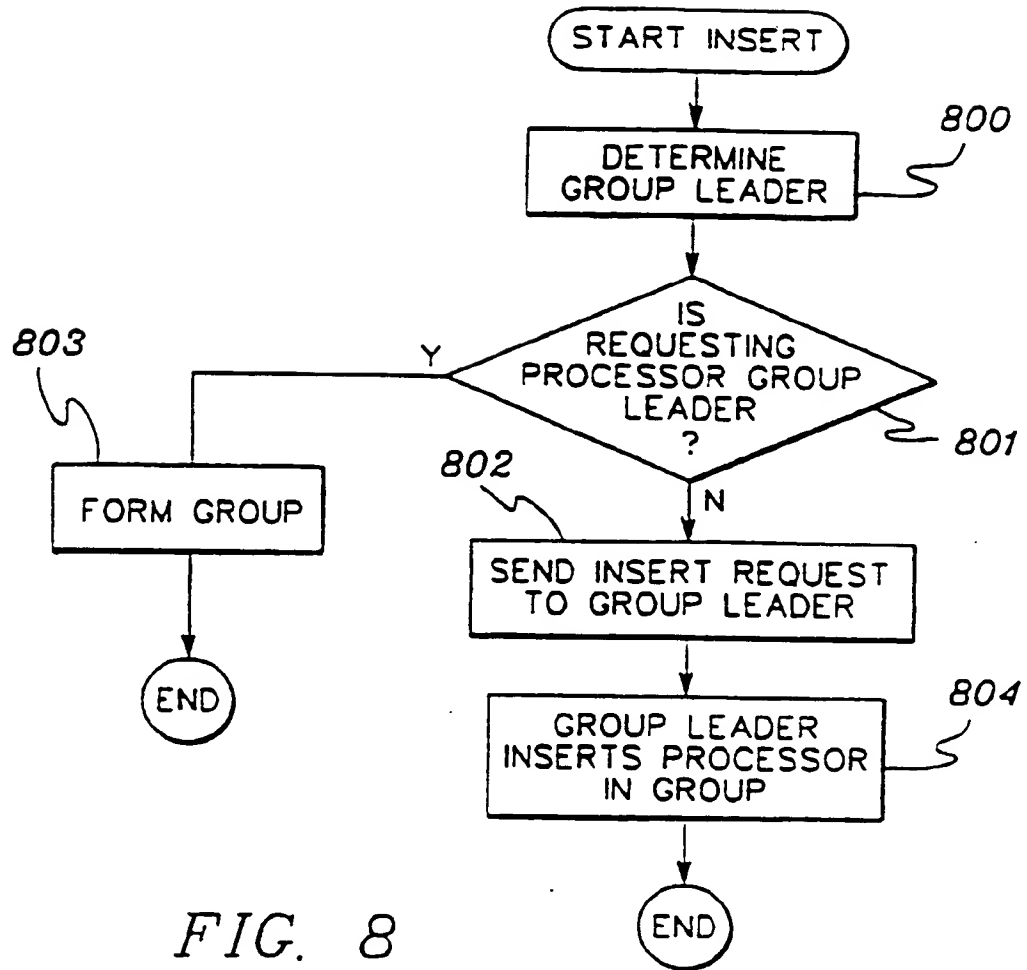 START INSERT
800
DETERMINE
GROUP LEADER
IS
REQUESTING
PROCESSOR GROUP
LEADER
?
801
Y
803
FORM GROUP
END
N
802
SEND INSERT REQUEST
TO GROUP LEADER
804
GROUP LEADER
INSERTS PROCESSOR
IN GROUP
END
FIG. 8